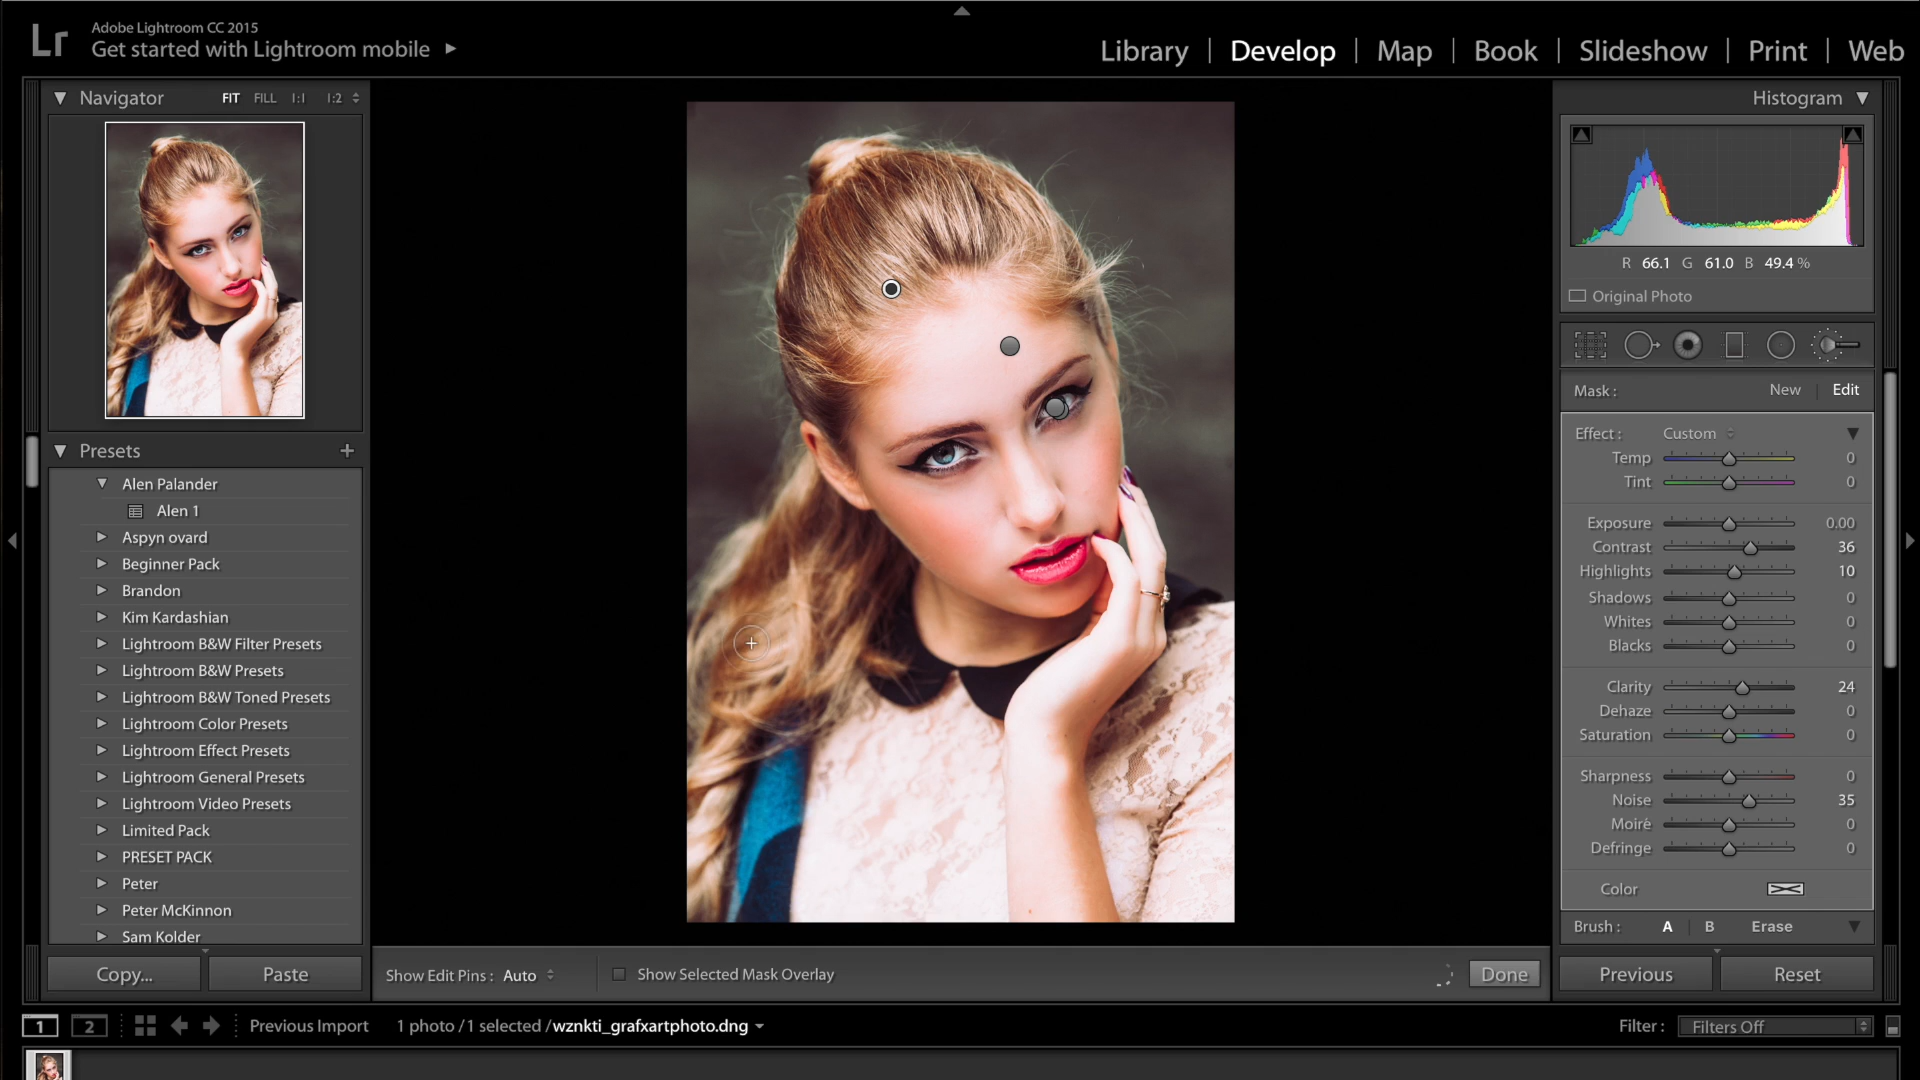 Lr
Adobe Lightroom CC 2015
Get started with Lightroom mobile
Library | Develop | Map | Book | Slideshow | Print | Web
Navigator FIT FILL 1:1 1:2
Presets +
Alen Palander
Alen 1
Aspyn ovard
Beginner Pack
Brandon
Kim Kardashian
Lightroom B&W Filter Presets
Lightroom B&W Presets
Lightroom B&W Toned Presets
Lightroom Color Presets
Lightroom Effect Presets
Lightroom General Presets
Lightroom Video Presets
Limited Pack
PRESET PACK
Peter
Peter McKinnon
Sam Kolder
Copy... Paste
Show Edit Pins : Auto Show Selected Mask Overlay Done
Histogram
R 66.1 G 61.0 B 49.4 %
Original Photo
Mask : New | Edit
Effect : Custom
Temp 0
Tint 0
Exposure 0.00
Contrast 36
Highlights 10
Shadows 0
Whites 0
Blacks 0
Clarity 24
Dehaze 0
Saturation 0
Sharpness 0
Noise 35
Moiré 0
Defringe 0
Color
Brush : A | B Erase
Previous Reset
1 2 Previous Import 1 photo /1 selected /wznkti_grafxartphoto.dng Filter : Filters Off